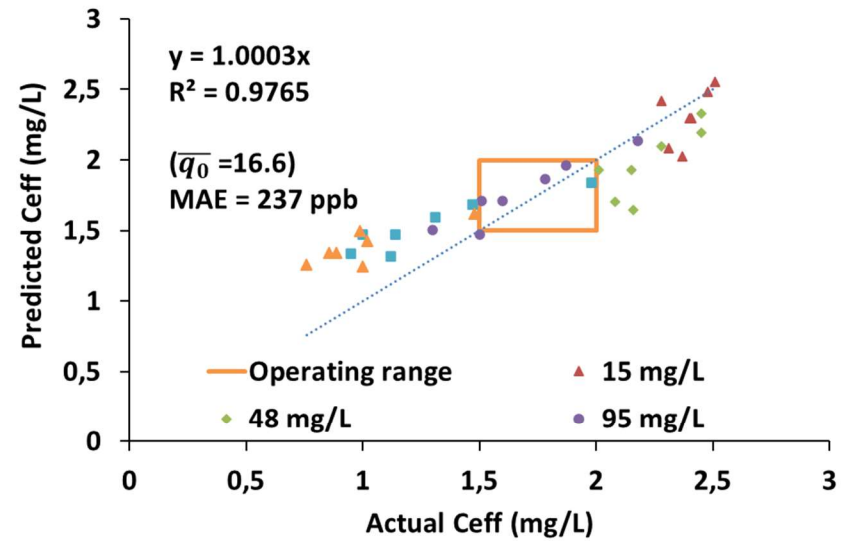 3
2,5
2
1,5
1
0,5
0
Predicted Ceff (mg/L)
y = 1.0003x
R² = 0.9765
(q̅₀ =16.6)
MAE = 237 ppb
Operating range
15 mg/L
48 mg/L
95 mg/L
0 0,5 1 1,5 2 2,5 3
Actual Ceff (mg/L)